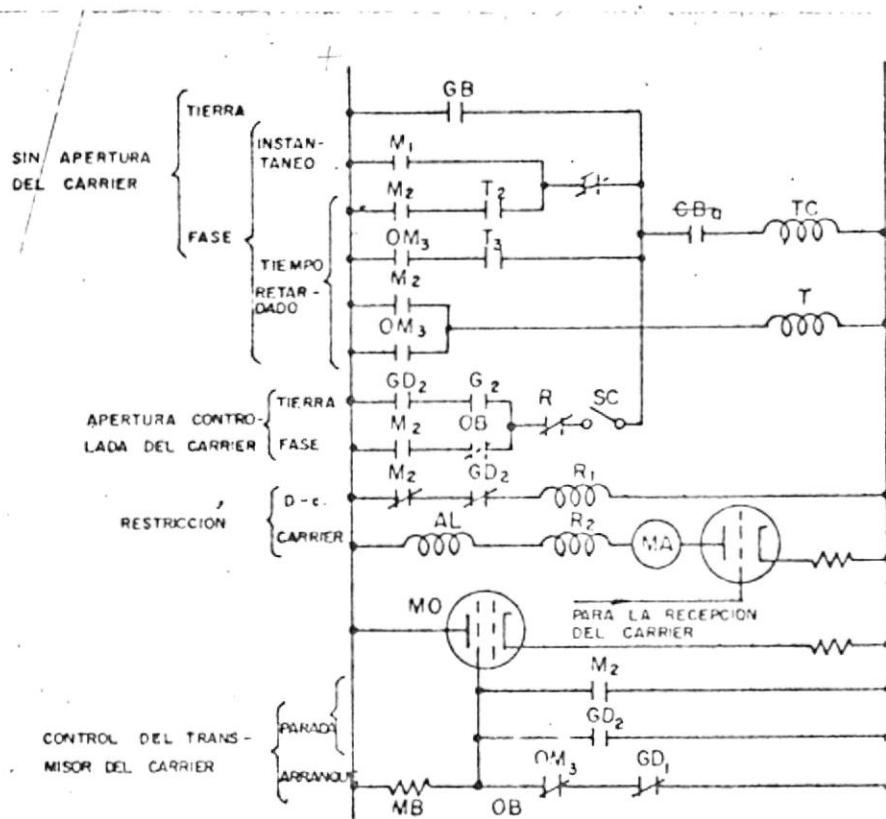 GB
TIERRA
INSTAN-
TANEO
M1
SIN APERTURA
DEL CARRIER
M2 T2
GB a TC
FASE
OM3 T3
TIEMPO
RETAR-
DADO
M2
T
OM3
GD2 G2
TIERRA
R SC
APERTURA CONTRO-
LADA DEL CARRIER
FASE
M2 OB
M2 GD2 R1
D-c.
RESTRICCION
CARRIER
AL R2 MA
MO
PARA LA RECEPCION
DEL CARRIER
M2
PARADA
GD2
CONTROL DEL TRANS-
MISOR DEL CARRIER
ARRANQUE
OM3 GD1
MB OB